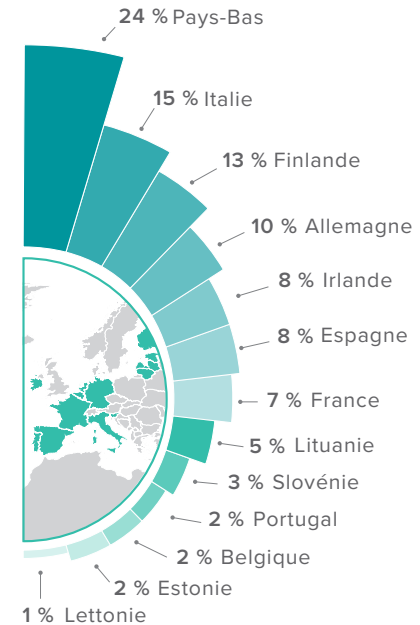 24 % Pays-Bas
15 % Italie
13 % Finlande
10 % Allemagne
8 % Irlande
8 % Espagne
7 % France
5 % Lituanie
3 % Slovénie
2 % Portugal
2 % Belgique
2 % Estonie
1 % Lettonie